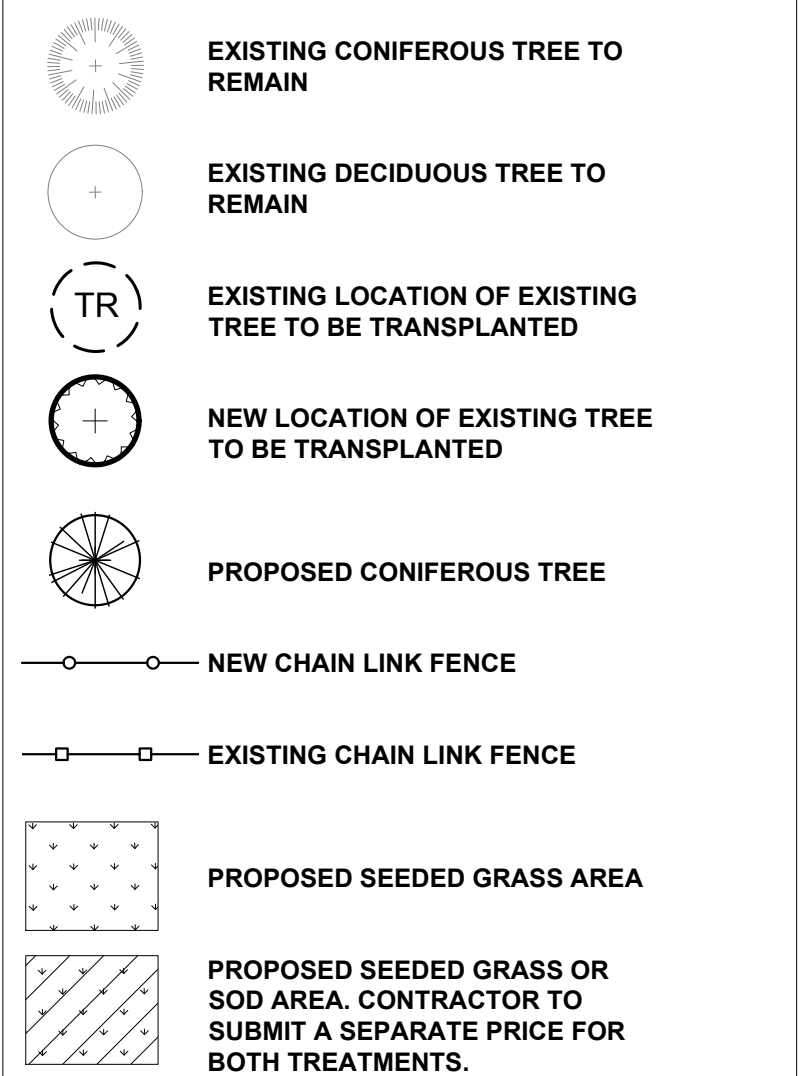 EXISTING CONIFEROUS TREE TO
REMAIN
EXISTING DECIDUOUS TREE TO
REMAIN
TR
EXISTING LOCATION OF EXISTING
TREE TO BE TRANSPLANTED
NEW LOCATION OF EXISTING TREE
TO BE TRANSPLANTED
PROPOSED CONIFEROUS TREE
NEW CHAIN LINK FENCE
EXISTING CHAIN LINK FENCE
PROPOSED SEEDED GRASS AREA
PROPOSED SEEDED GRASS OR
SOD AREA. CONTRACTOR TO
SUBMIT A SEPARATE PRICE FOR
BOTH TREATMENTS.